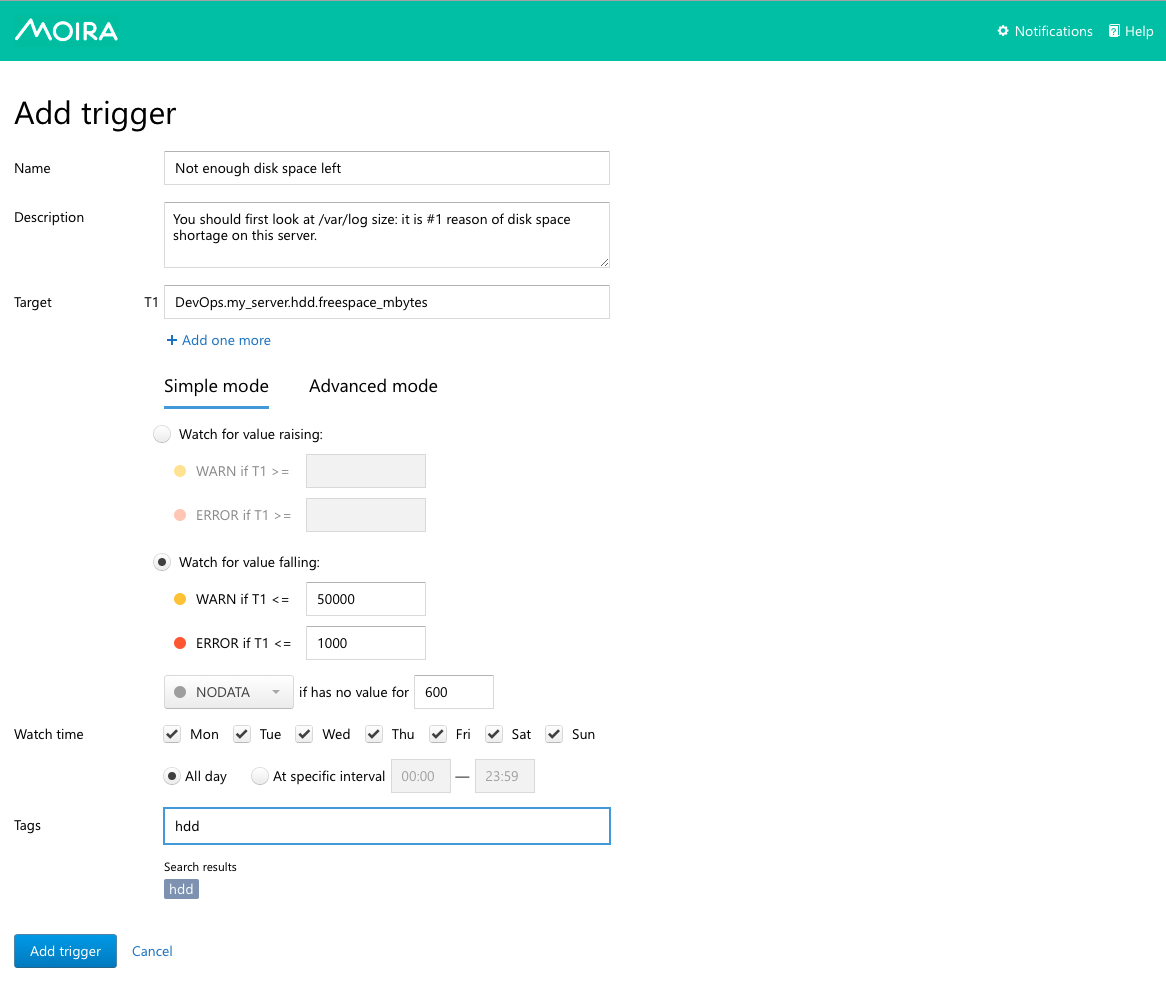 MOIRA
Notifications Help
Add trigger
Name Not enough disk space left
Description You should first look at /var/log size: it is #1 reason of disk space
shortage on this server.
Target T1 DevOps.my_server.hdd.freespace_mbytes
+ Add one more
Simple mode Advanced mode
Watch for value raising:
WARN if T1 >=
ERROR if T1 >=
Watch for value falling:
WARN if T1 <= 50000
ERROR if T1 <= 1000
NODATA if has no value for 600
Watch time Mon Tue Wed Thu Fri Sat Sun
All day At specific interval 00:00 — 23:59
Tags hdd
Search results
hdd
Add trigger Cancel